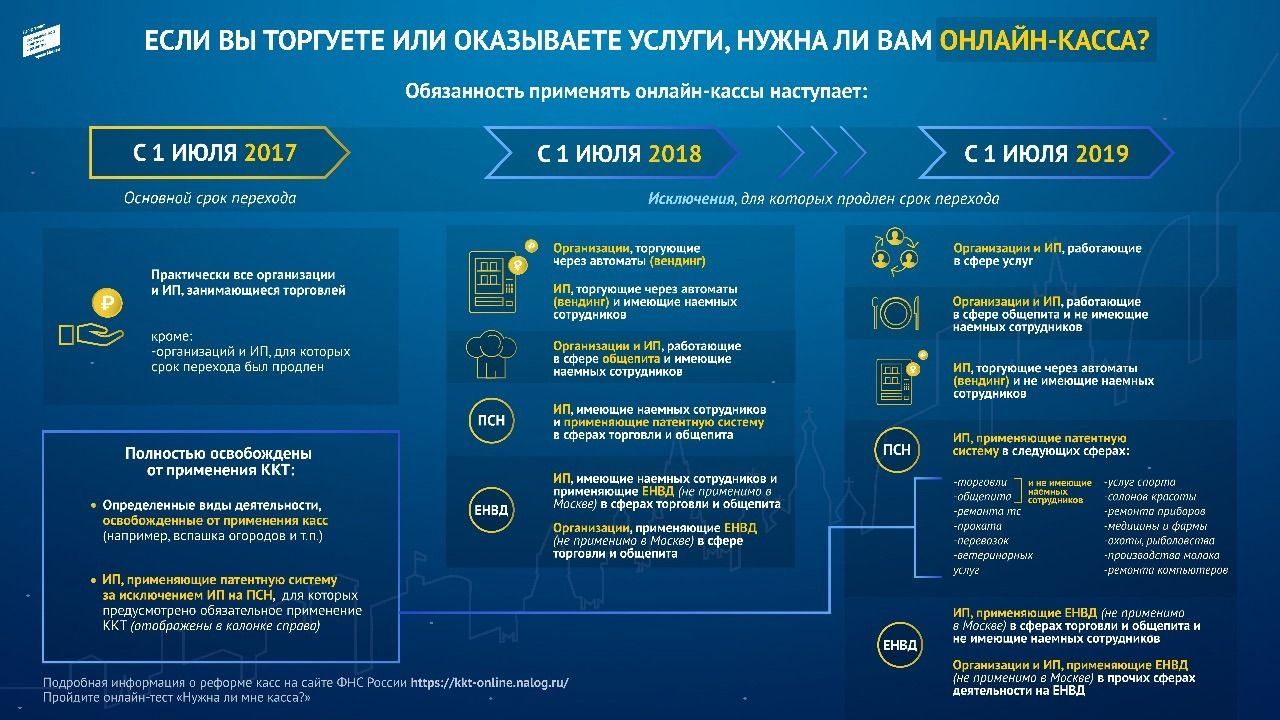 ЕСЛИ ВЫ ТОРГУЕТЕ ИЛИ ОКАЗЫВАЕТЕ УСЛУГИ, НУЖНА ЛИ ВАМ ОНЛАЙН-КАССА?
Обязанность применять онлайн-кассы наступает:
С 1 ИЮЛЯ 2017
Основной срок перехода
С 1 ИЮЛЯ 2018
С 1 ИЮЛЯ 2019
Исключения, для которых продлен срок перехода
Практически все организации
и ИП, занимающиеся торговлей
кроме:
-организаций и ИП, для которых
срок перехода был продлен
Полностью освобождены
от применения ККТ:
• Определенные виды деятельности,
освобожденные от применения касс
(например, вспашка огородов и т.п.)
• ИП, применяющие патентную систему
за исключением ИП на ПСН, для которых
предусмотрено обязательное применение
ККТ (отображены в колонке справа)
Организации, торгующие
через автоматы (вендинг)
ИП, торгующие через автоматы
(вендинг) и имеющие наемных
сотрудников
Организации и ИП, работающие
в сфере общепита и имеющие
наемных сотрудников
ПСН
ИП, имеющие наемных сотрудников
и применяющие патентную систему
в сферах торговли и общепита
ЕНВД
ИП, имеющие наемных сотрудников и
применяющие ЕНВД (не применимо в
Москве) в сферах торговли и общепита
Организации, применяющие ЕНВД
(не применимо в Москве) в сфере
торговли и общепита
Организации и ИП, работающие
в сфере услуг
Организации и ИП, работающие
в сфере общепита и не имеющие
наемных сотрудников
ИП, торгующие через автоматы
(вендинг) и не имеющие наемных
сотрудников
ПСН
ИП, применяющие патентную
систему в следующих сферах:
-торговли
-общепита
-ремонта тс
-проката
-перевозок
-ветеринарных
услуг
и не имеющие
наемных
сотрудников
-услуг спорта
-салонов красоты
-ремонта приборов
-медицины и фармы
-охоты, рыболовства
-производства молока
-ремонта компьютеров
ЕНВД
ИП, применяющие ЕНВД (не применимо
в Москве) в сферах торговли и общепита и
не имеющие наемных сотрудников
Организации и ИП, применяющие ЕНВД
(не применимо в Москве) в прочих сферах
деятельности на ЕНВД
Подробная информация о реформе касс на сайте ФНС России https://kkt-online.nalog.ru/
Пройдите онлайн-тест «Нужна ли мне касса?»